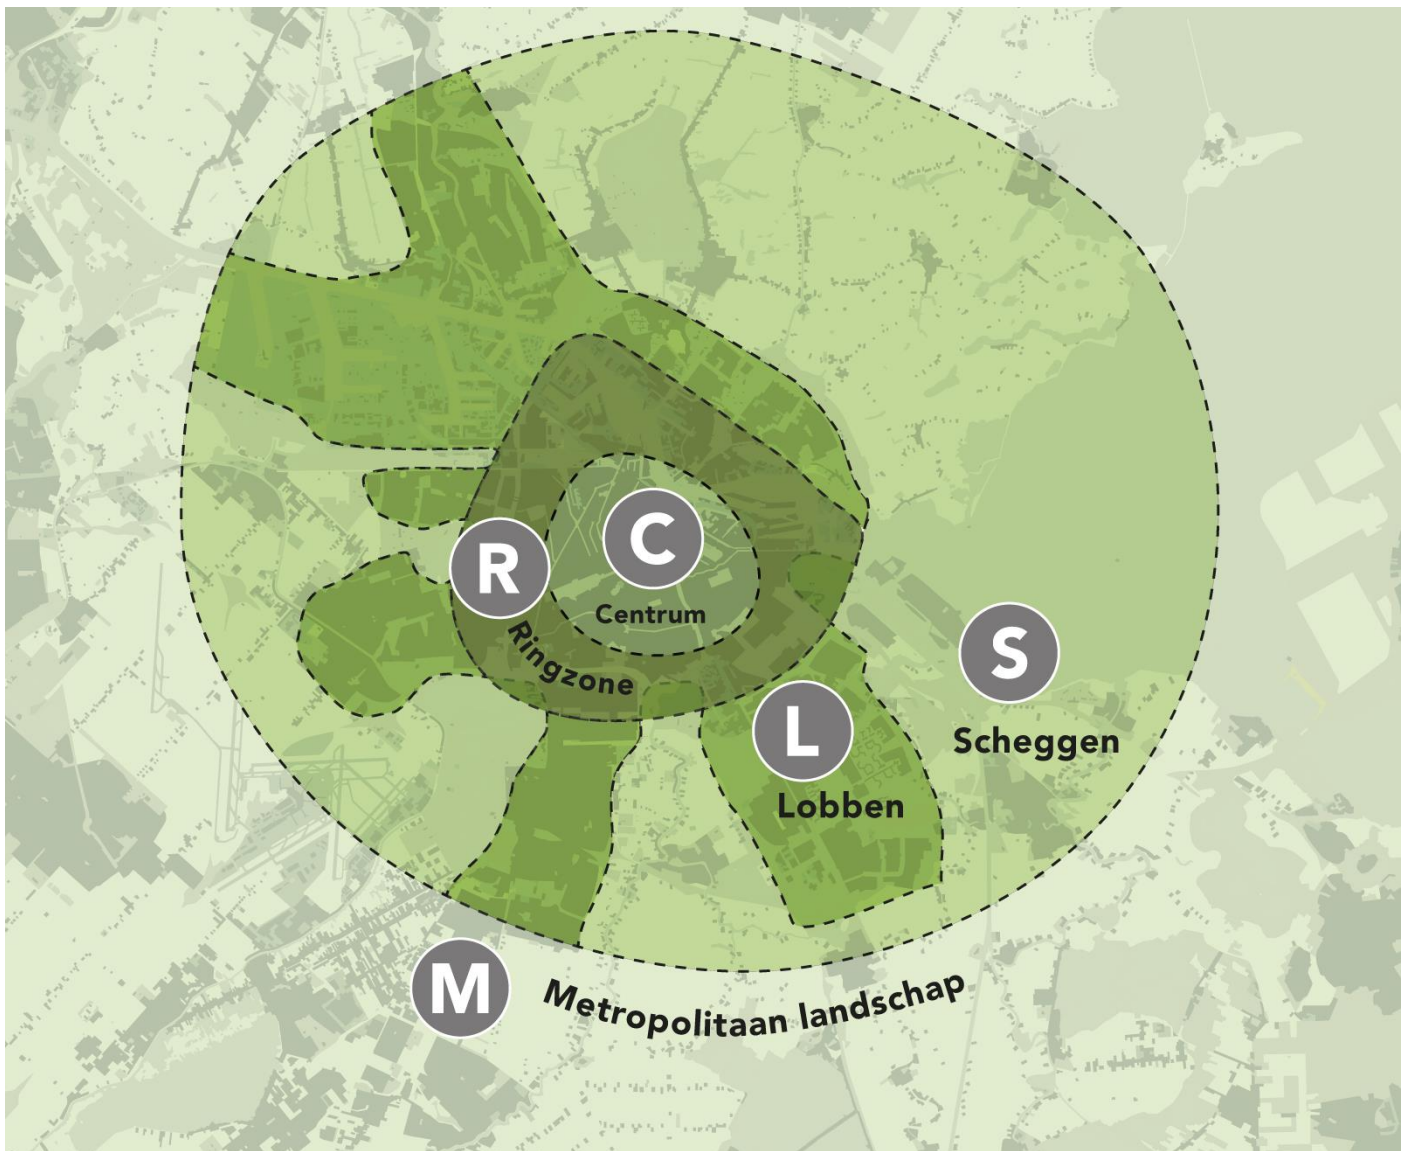 C
Centrum
R
Ringzone
S
Scheggen
L
Lobben
M
Metropolitaan landschap